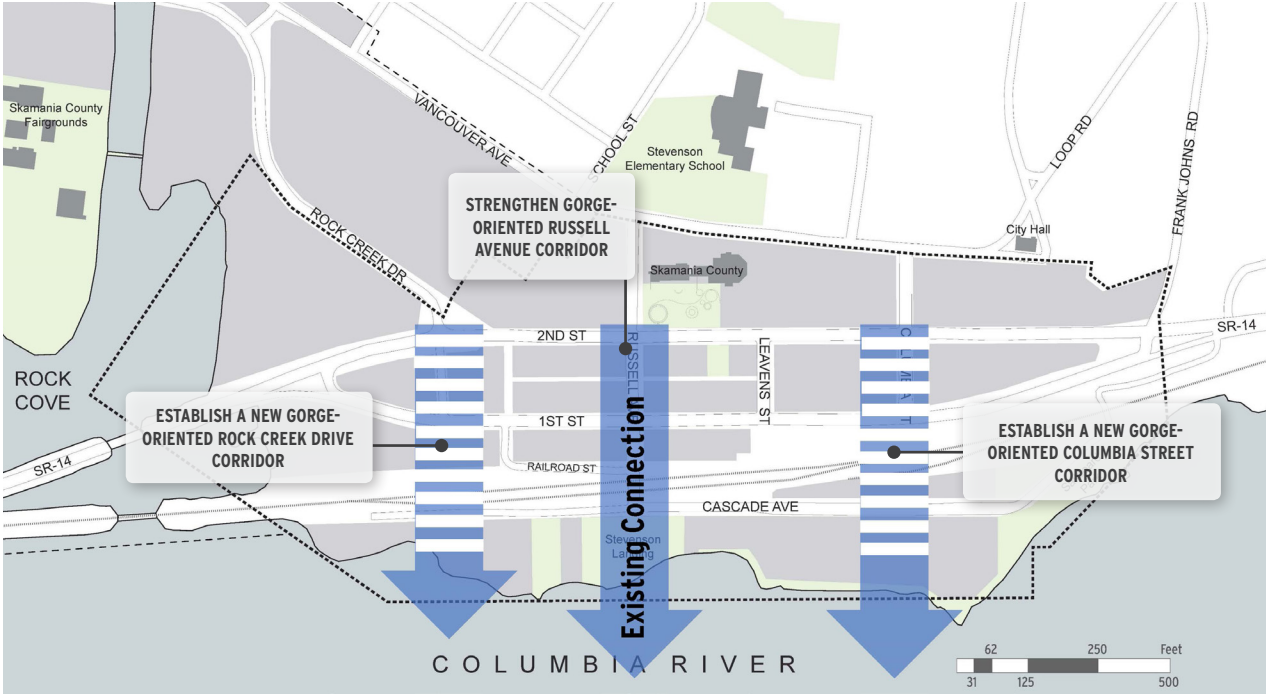 Skamania County
Fairgrounds
VANCOUVER AVE
SCHOOL ST
Stevenson
Elementary School
LOOP RD
FRANK JOHNS RD
City Hall
ROCK CREEK DR
STRENGTHEN GORGE-
ORIENTED RUSSELL
AVENUE CORRIDOR
Skamania County
2ND ST
RUSSELL
LEAVENS ST
SR-14
ROCK
COVE
ESTABLISH A NEW GORGE-
ORIENTED ROCK CREEK DRIVE
CORRIDOR
1ST ST
ESTABLISH A NEW GORGE-
ORIENTED COLUMBIA STREET
CORRIDOR
SR-14
RAILROAD ST
CASCADE AVE
Stevenson
Landing
Existing Connection
COLUMBIA RIVER
62 250 Feet
31 125 500